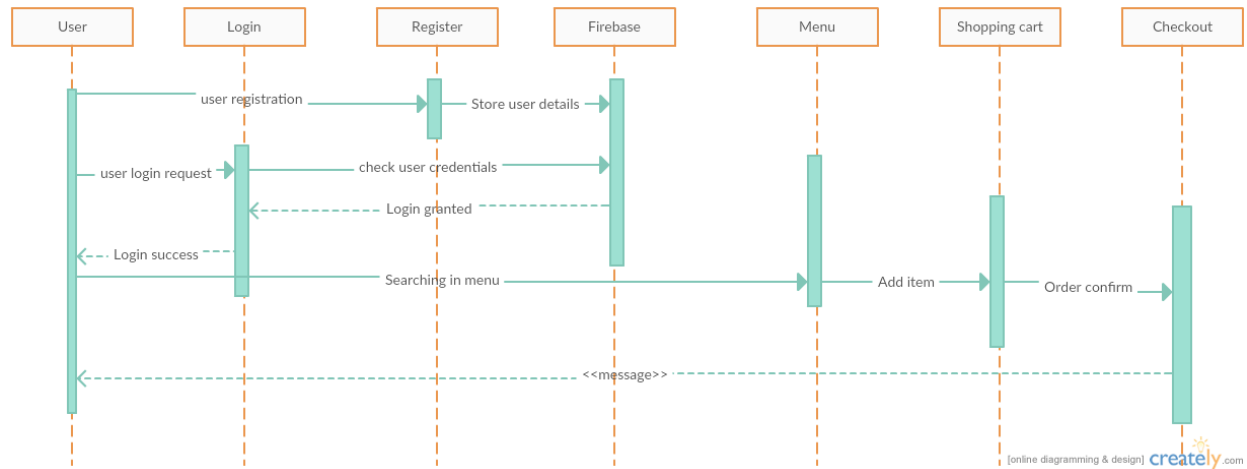 User
Login
Register
Firebase
Menu
Shopping cart
Checkout
user registration
Store user details
user login request
check user credentials
Login granted
Login success
Searching in menu
Add item
Order confirm
<<message>>
[online diagramming & design] creately.com